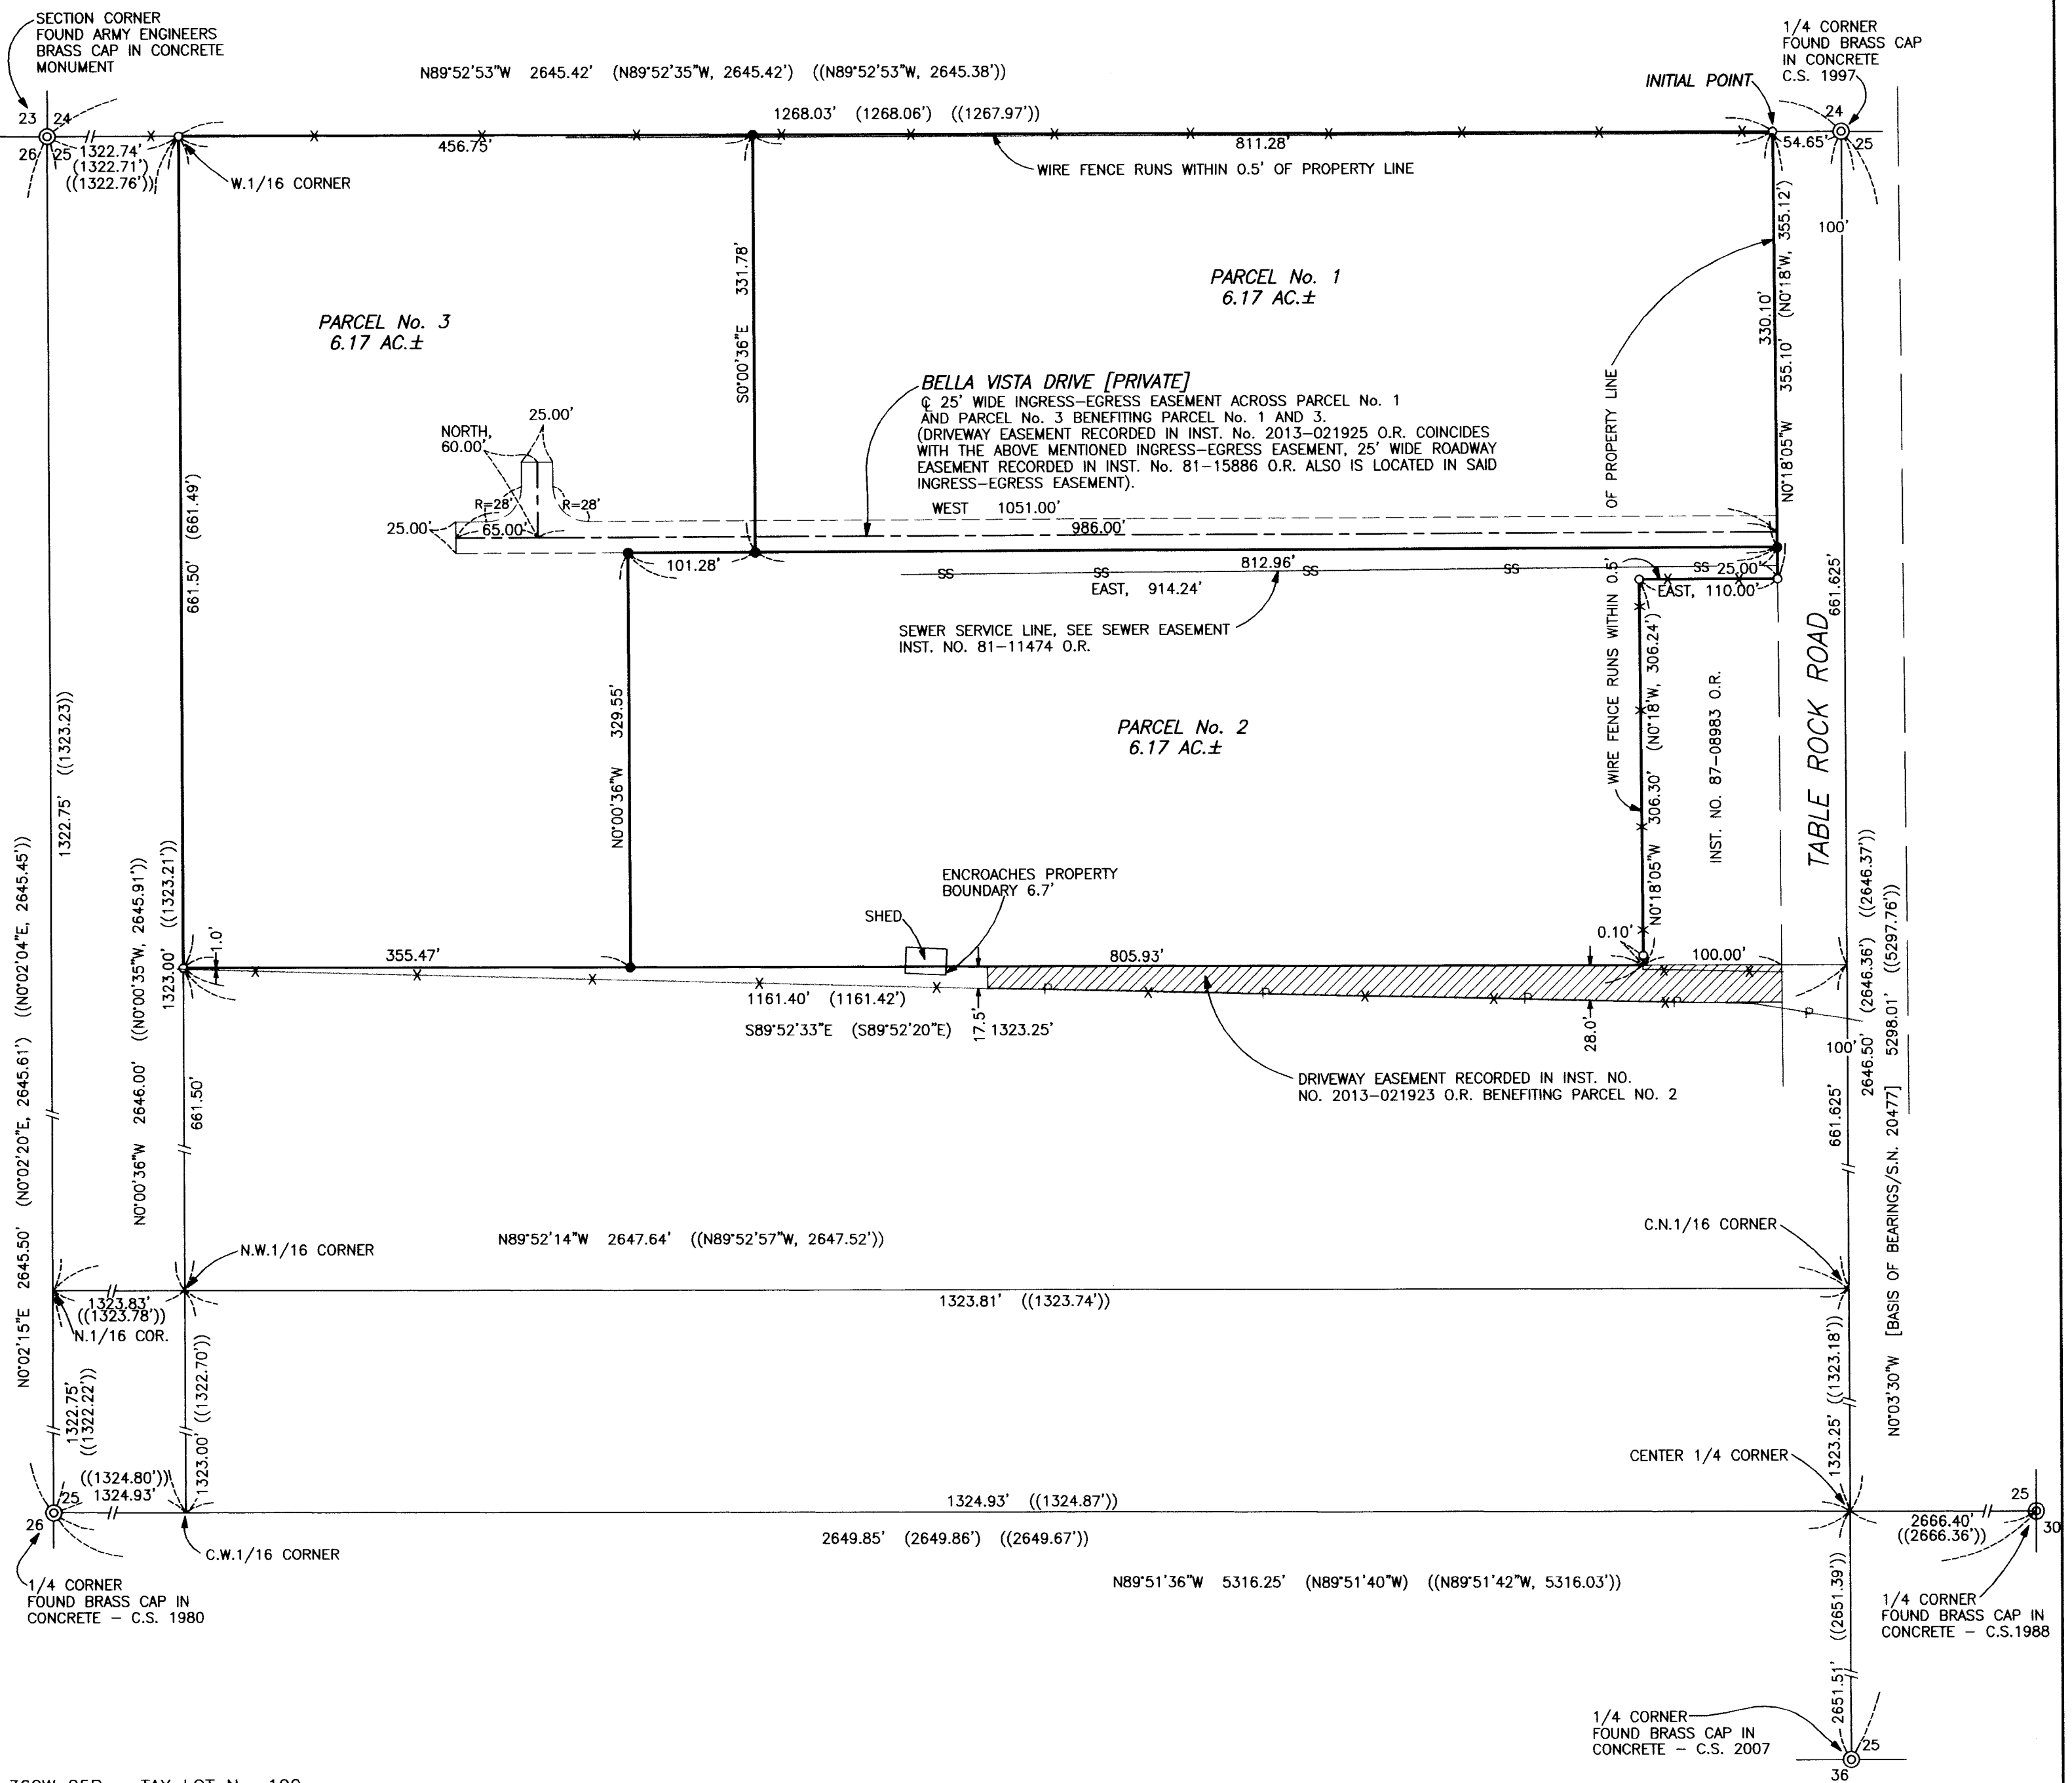 SECTION CORNER
FOUND ARMY ENGINEERS
BRASS CAP IN CONCRETE
MONUMENT
1/4 CORNER
FOUND BRASS CAP
IN CONCRETE
C.S. 1997
N89°52'53"W 2645.42' (N89°52'35"W, 2645.42') ((N89°52'53"W, 2645.38'))
INITIAL POINT
1268.03' (1268.06') ((1267.97'))
23 24
26 25
24
25
1322.74'
(1322.71')
((1322.76'))
456.75'
811.28'
54.65'
W.1/16 CORNER
WIRE FENCE RUNS WITHIN 0.5' OF PROPERTY LINE
100'
S0°00'36"E 331.78'
330.10'
N0°18'05"W 355.10' (N0°18'W, 355.12')
PARCEL No. 1
6.17 AC.±
PARCEL No. 3
6.17 AC.±
661.50' (661.49')
BELLA VISTA DRIVE [PRIVATE]
℄ 25' WIDE INGRESS-EGRESS EASEMENT ACROSS PARCEL No. 1
AND PARCEL No. 3 BENEFITING PARCEL No. 1 AND 3.
(DRIVEWAY EASEMENT RECORDED IN INST. No. 2013-021925 O.R. COINCIDES
WITH THE ABOVE MENTIONED INGRESS-EGRESS EASEMENT, 25' WIDE ROADWAY
EASEMENT RECORDED IN INST. No. 81-15886 O.R. ALSO IS LOCATED IN SAID
INGRESS-EGRESS EASEMENT).
25.00'
NORTH,
60.00'
R=28'
R=28'
25.00'
65.00'
WEST 1051.00'
986.00'
WIRE FENCE RUNS WITHIN 0.5' OF PROPERTY LINE
101.28'
812.96'
SS SS SS SS SS
25.00'
EAST, 914.24'
EAST, 110.00'
661.625'
SEWER SERVICE LINE, SEE SEWER EASEMENT
INST. NO. 81-11474 O.R.
N0°00'36"W 329.55'
PARCEL No. 2
6.17 AC.±
N0°18'05"W 306.30' (N0°18'W, 306.24')
INST. NO. 87-08983 O.R.
TABLE ROCK ROAD
1322.75' ((1323.23'))
N0°02'15"E 2645.50' (N0°02'20"E, 2645.61') ((N0°02'04"E, 2645.45'))
N0°00'36"W 2646.00' ((N0°00'35"W, 2645.91'))
1323.00' ((1323.21'))
1.0'
661.50'
ENCROACHES PROPERTY
BOUNDARY 6.7'
SHED
0.10'
355.47'
805.93'
100.00'
1161.40' (1161.42')
S89°52'33"E (S89°52'20"E) 1323.25'
17.5'
28.0'
P P P P P
100'
DRIVEWAY EASEMENT RECORDED IN INST. NO.
NO. 2013-021923 O.R. BENEFITING PARCEL NO. 2
661.625'
2646.50' (2646.36') ((2646.37'))
N0°03'30"W [BASIS OF BEARINGS/S.N. 20477] 5298.01' ((5297.76'))
C.N.1/16 CORNER
N.W.1/16 CORNER
N89°52'14"W 2647.64' ((N89°52'57"W, 2647.52'))
1323.83'
((1323.78'))
N.1/16 COR.
1323.81' ((1323.74'))
1322.75'
((1322.22'))
1323.00' ((1322.70'))
1323.25' ((1323.18'))
CENTER 1/4 CORNER
((1324.80'))
1324.93'
25
26
1324.93' ((1324.87'))
25
30
2666.40'
((2666.36'))
C.W.1/16 CORNER
2649.85' (2649.86') ((2649.67'))
N89°51'36"W 5316.25' (N89°51'40"W) ((N89°51'42"W, 5316.03'))
1/4 CORNER
FOUND BRASS CAP IN
CONCRETE - C.S. 1980
1/4 CORNER
FOUND BRASS CAP IN
CONCRETE - C.S.1988
2651.51' ((2651.39'))
1/4 CORNER
FOUND BRASS CAP IN
CONCRETE - C.S. 2007
25
36